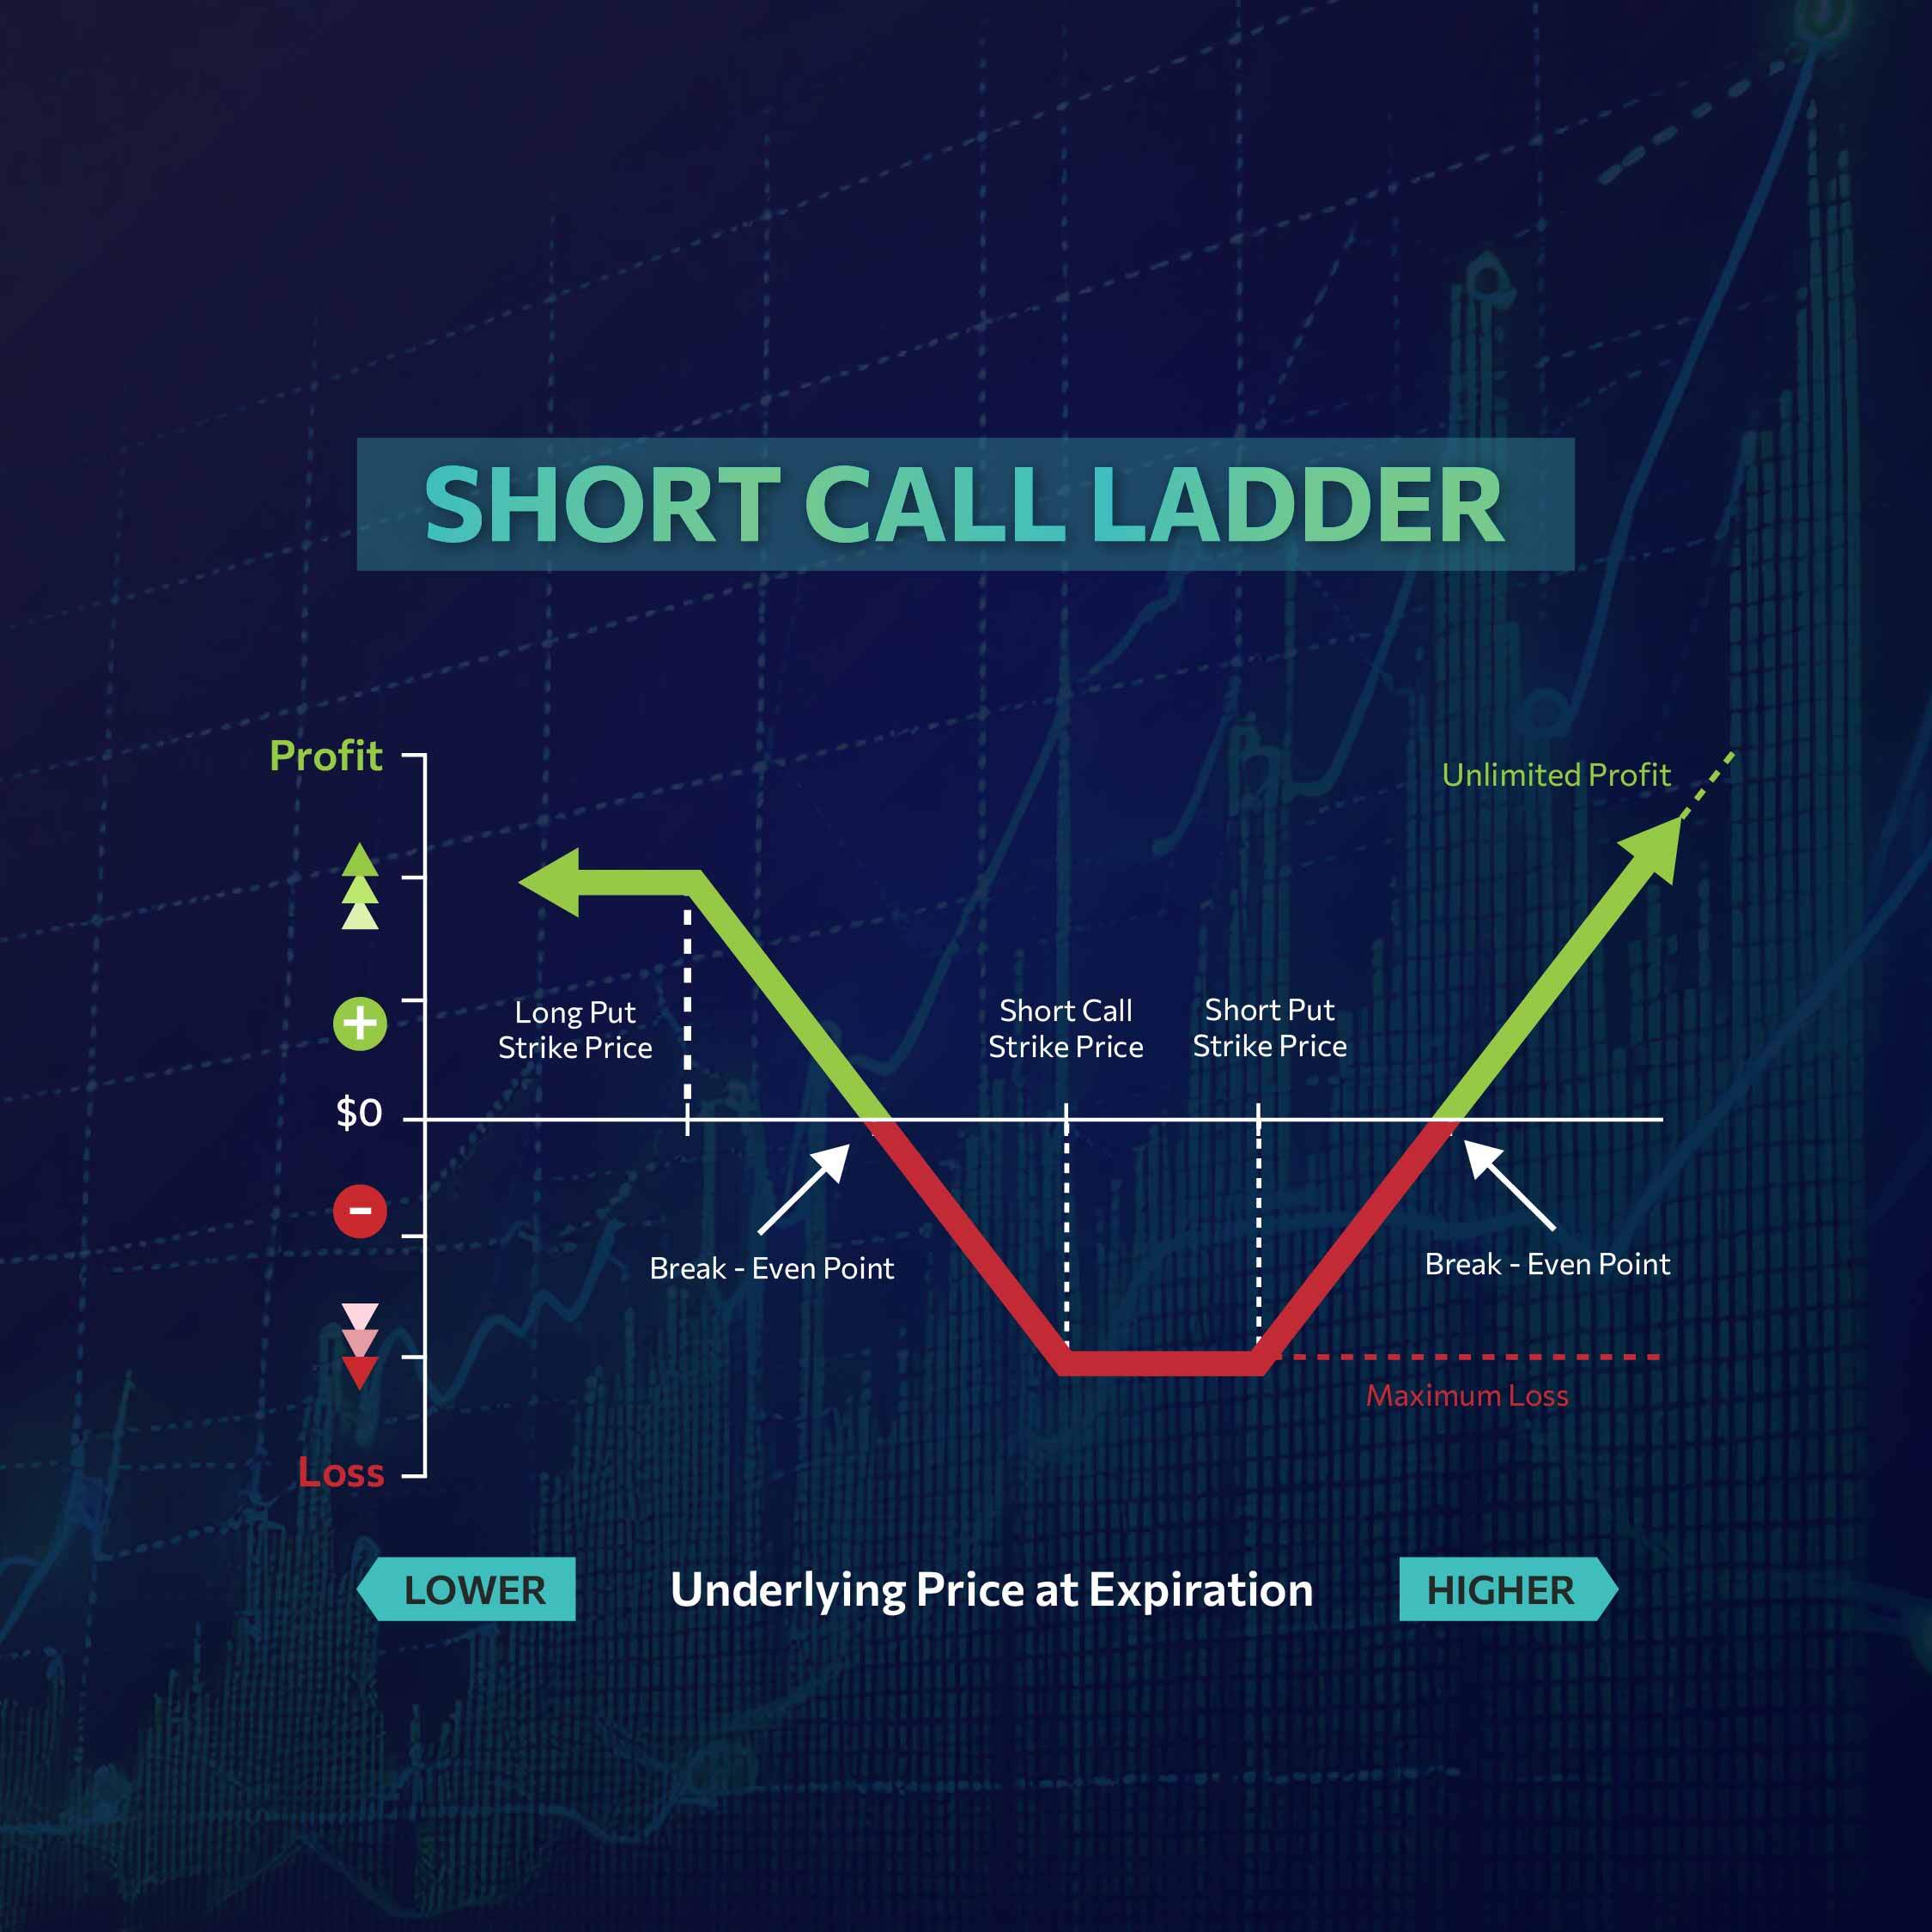 SHORT CALL LADDER
Profit
Unlimited Profit
+
Long Put
Strike Price
Short Call
Strike Price
Short Put
Strike Price
$0
-
Break - Even Point
Break - Even Point
Maximum Loss
Loss
LOWER
Underlying Price at Expiration
HIGHER